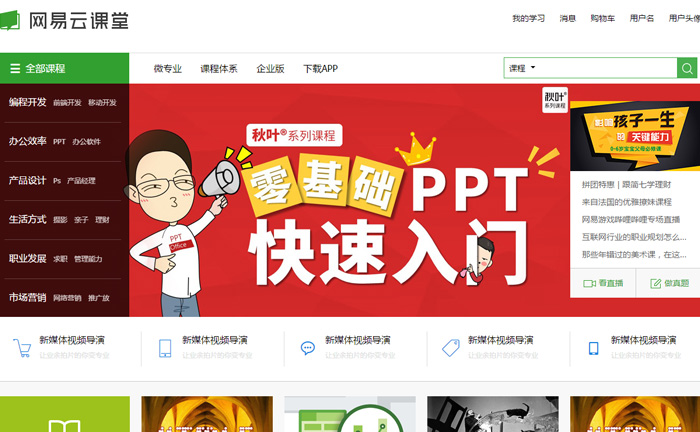 网易云课堂
我的学习 消息 购物车 用户名 用户头像
全部课程 微专业 课程体系 企业版 下载APP 课程
编程开发 前端开发 移动开发
办公效率 PPT 办公软件
产品设计 Ps 产品经理
生活方式 摄影 亲子 理财
职业发展 求职 管理能力
市场营销 网络营销 推广放
秋叶®系列课程
零基础PPT
快速入门
PPT
Office
秋叶®
系列课程
孩子一生
的 关键能力
0-6岁宝宝父母必修课
拼团特惠 | 跟简七学理财
来自法国的优雅接妹课程
网易游戏哔哩哔哩专场直播
互联网行业的职业规划怎么...
那些年错过的美术课，在这...
看直播 做真题
新媒体视频导演 新媒体视频导演 新媒体视频导演 新媒体视频导演 新媒体视频导演
让业余拍片的你变专业 让业余拍片的你变专业 让业余拍片的你变专业 让业余拍片的你变专业 让业余拍片的你变专业